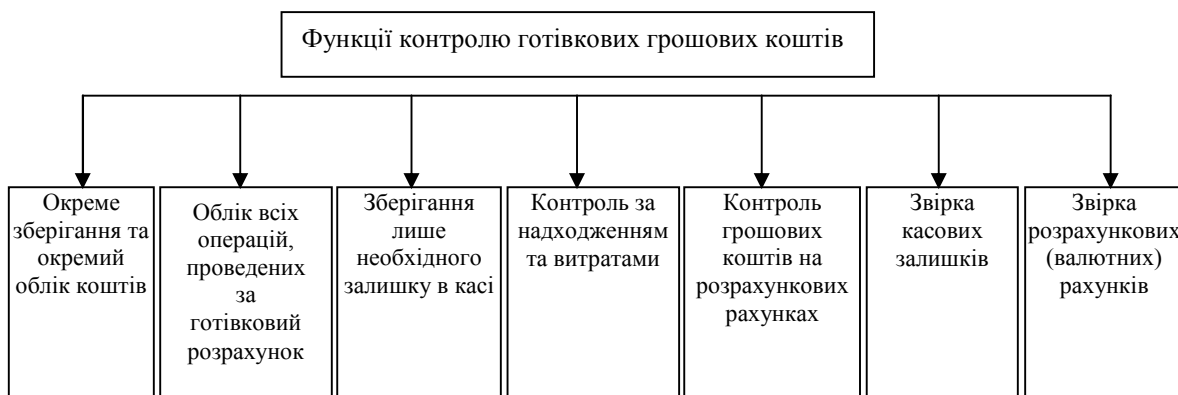 Функції контролю готівкових грошових коштів
Окреме
зберігання та
окремий
облік коштів
Облік всіх
операцій,
проведених
за
готівковий
розрахунок
Зберігання
лише
необхідного
залишку в касі
Контроль за
надходженням
та витратами
Контроль
грошових
коштів на
розрахункових
рахунках
Звірка
касових
залишків
Звірка
розрахункових
(валютних)
рахунків